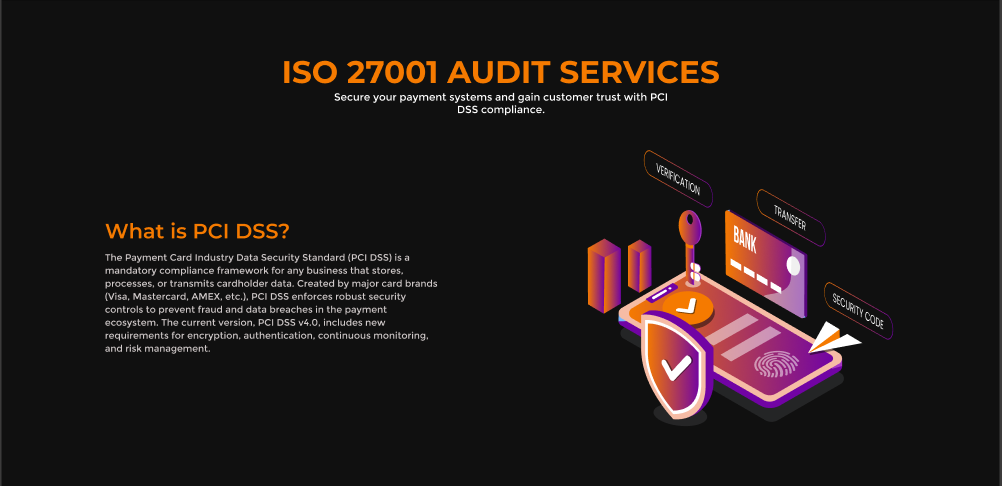 ISO 27001 AUDIT SERVICES
Secure your payment systems and gain customer trust with PCI
DSS compliance.
VERIFICATION
TRANSFER
BANK
SECURITY CODE
What is PCI DSS?
The Payment Card Industry Data Security Standard (PCI DSS) is a
mandatory compliance framework for any business that stores,
processes, or transmits cardholder data. Created by major card brands
(Visa, Mastercard, AMEX, etc.), PCI DSS enforces robust security
controls to prevent fraud and data breaches in the payment
ecosystem. The current version, PCI DSS v4.0, includes new
requirements for encryption, authentication, continuous monitoring,
and risk management.